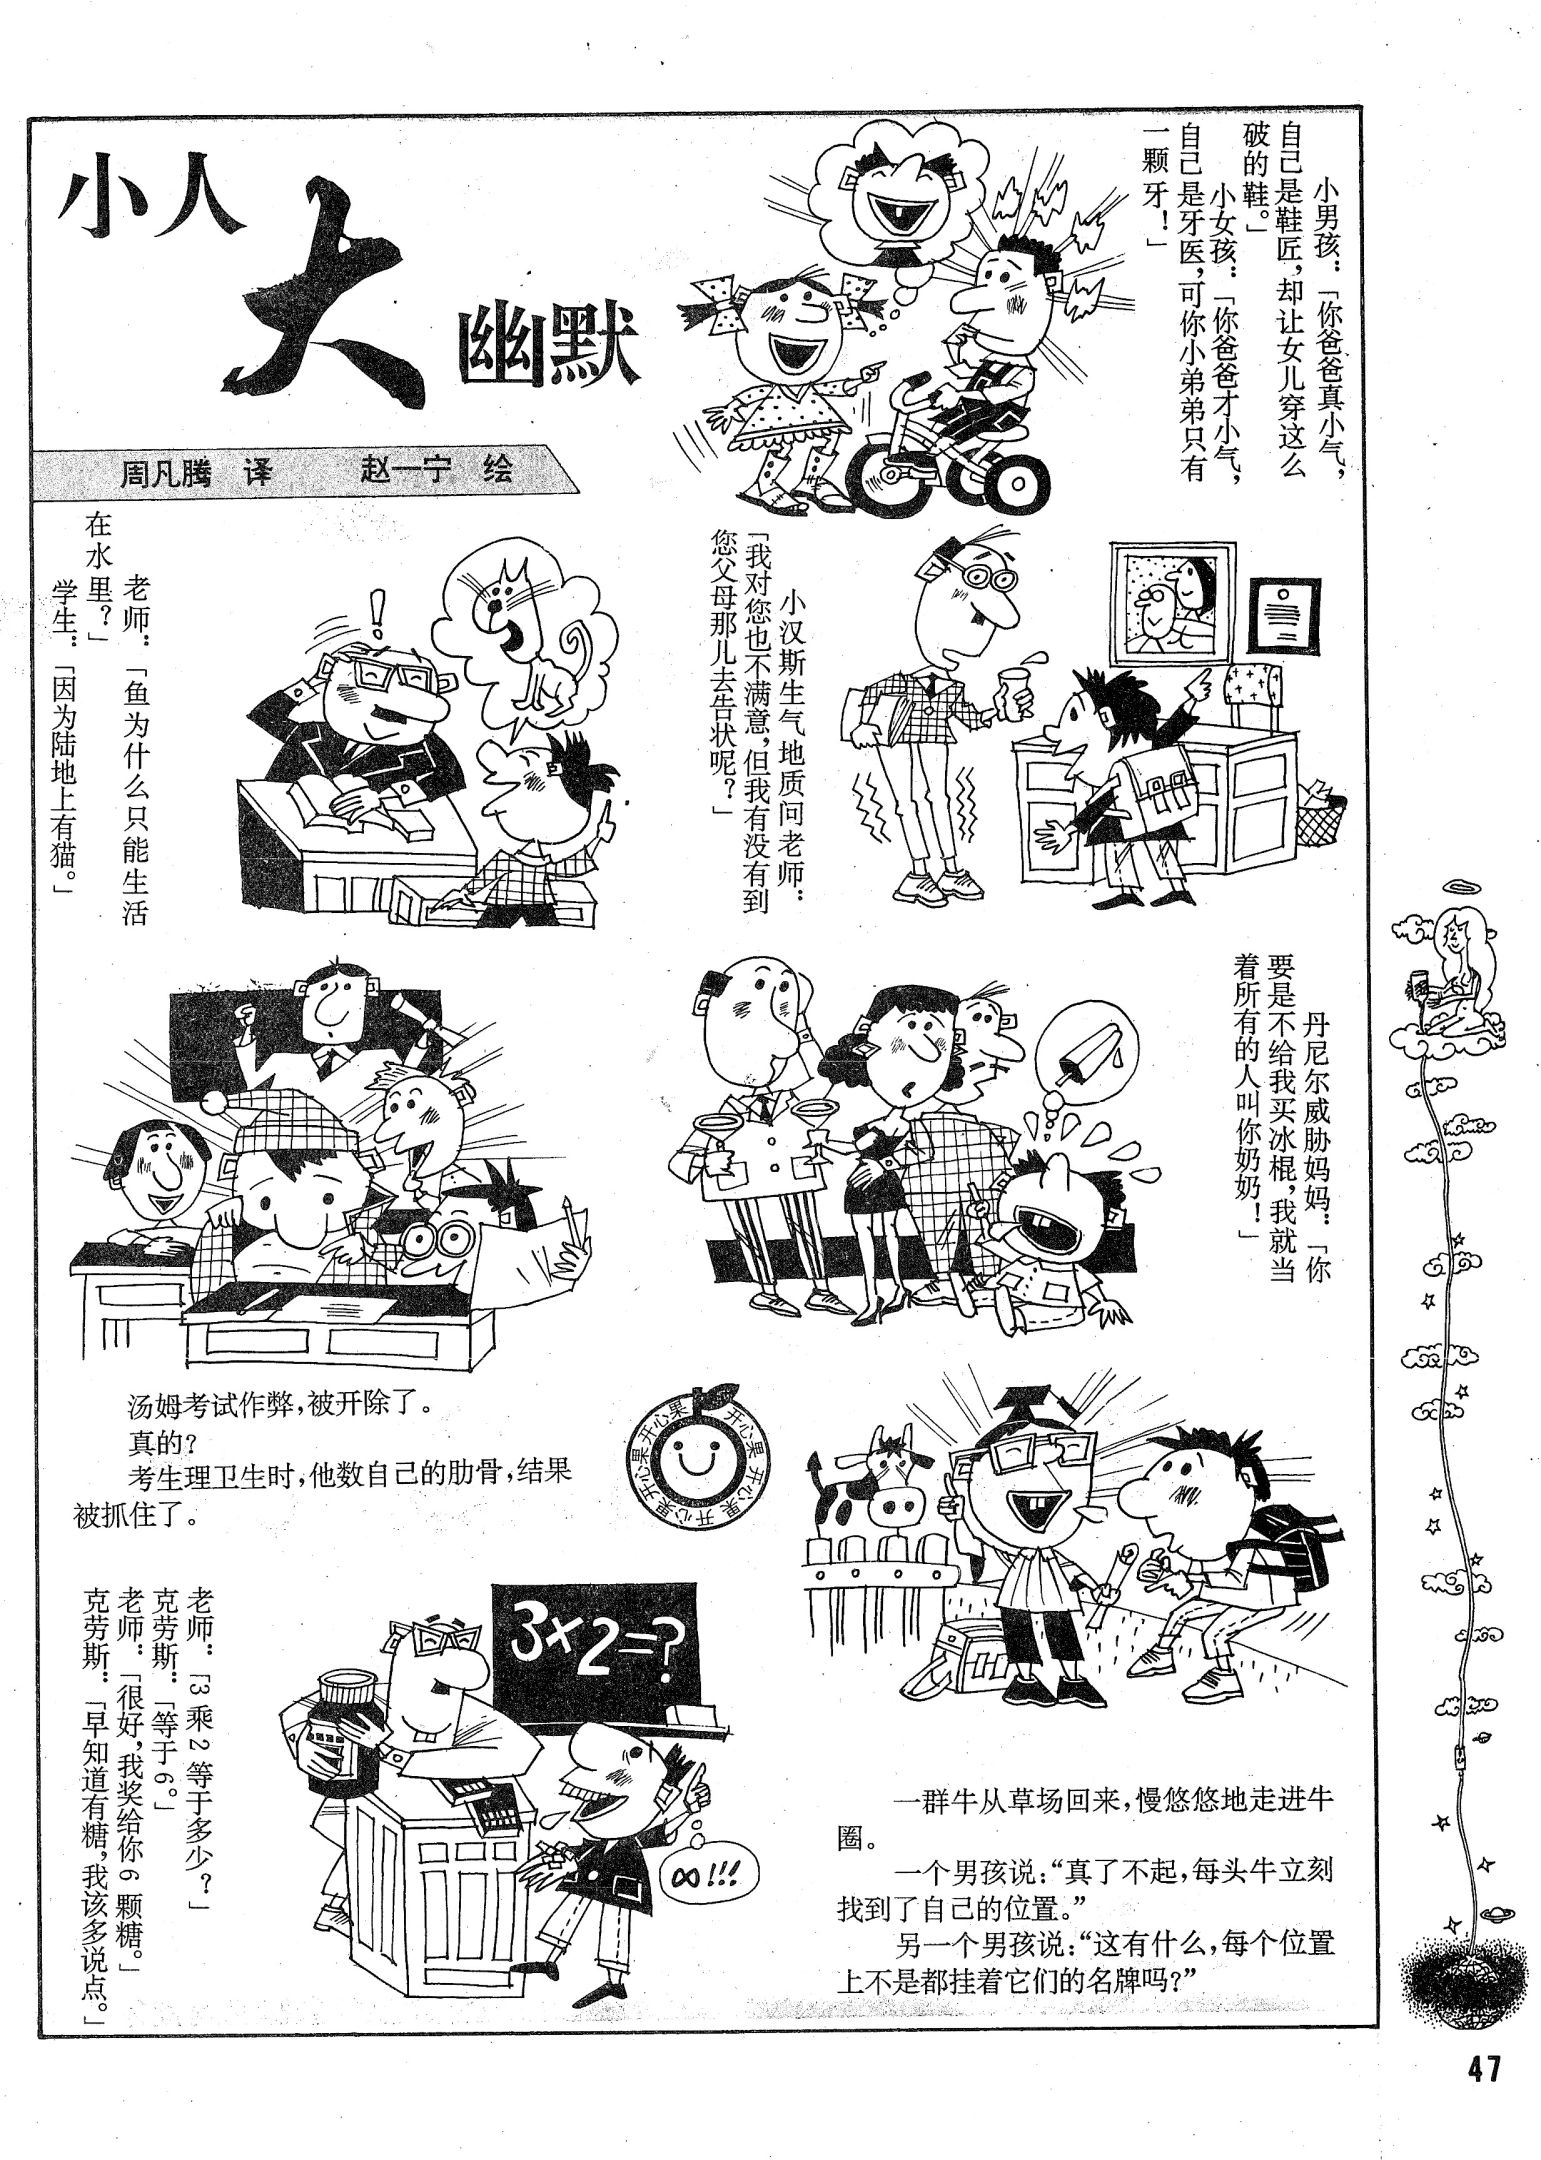 小人
大
幽默
周凡腾 译 赵一宁 绘
小男孩：「你爸爸真小气，
自己是鞋匠，却让女儿穿这么
破的鞋。」
小女孩：「你爸爸才小气，
自己是牙医，可你小弟弟只有
一颗牙！」
老师：「鱼为什么只能生活
在水里？」
学生：「因为陆地上有猫。」
小汉斯生气地质问老师：
「我对您也不满意，但我有没有到
您父母那儿去告状呢？」
丹尼尔威胁妈妈：「你
要是不给我买冰棍，我就当
着所有的人叫你奶奶！」
汤姆考试作弊，被开除了。
真的？
考生理卫生时，他数自己的肋骨，结果
被抓住了。
开心果 开心果 开心果 开心果 开心果 开心果
老师：「3乘2等于多少？」
克劳斯：「等于6。」
老师：「很好，我奖给你6颗糖。」
克劳斯：「早知道有糖，我该多说点。」
3×2=?
∞!!!
一群牛从草场回来，慢悠悠地走进牛
圈。
一个男孩说：“真了不起，每头牛立刻
找到了自己的位置。”
另一个男孩说：“这有什么，每个位置
上不是都挂着它们的名牌吗？”
47